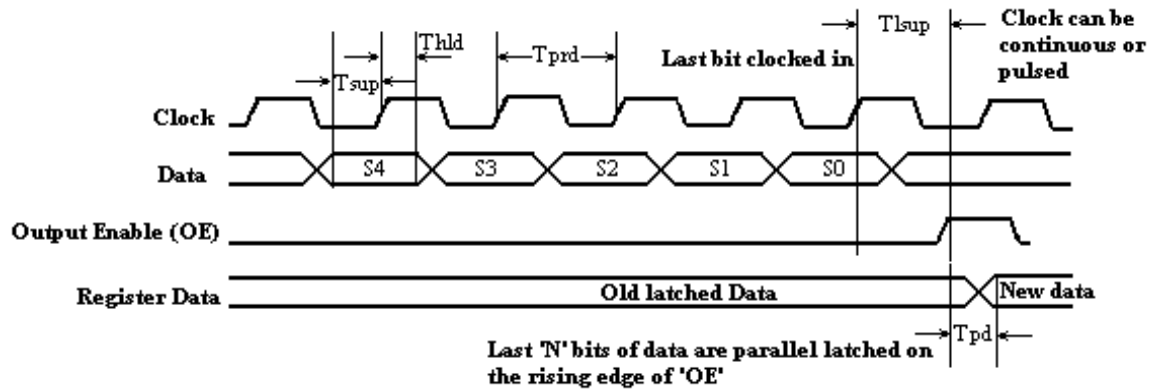 Tlsup
Clock can be
continuous or
pulsed
Thld
Tprd
Last bit clocked in
Tsup
Clock
Data
S4
S3
S2
S1
S0
Output Enable (OE)
Register Data
Old latched Data
New data
Tpd
Last 'N' bits of data are parallel latched on
the rising edge of 'OE'